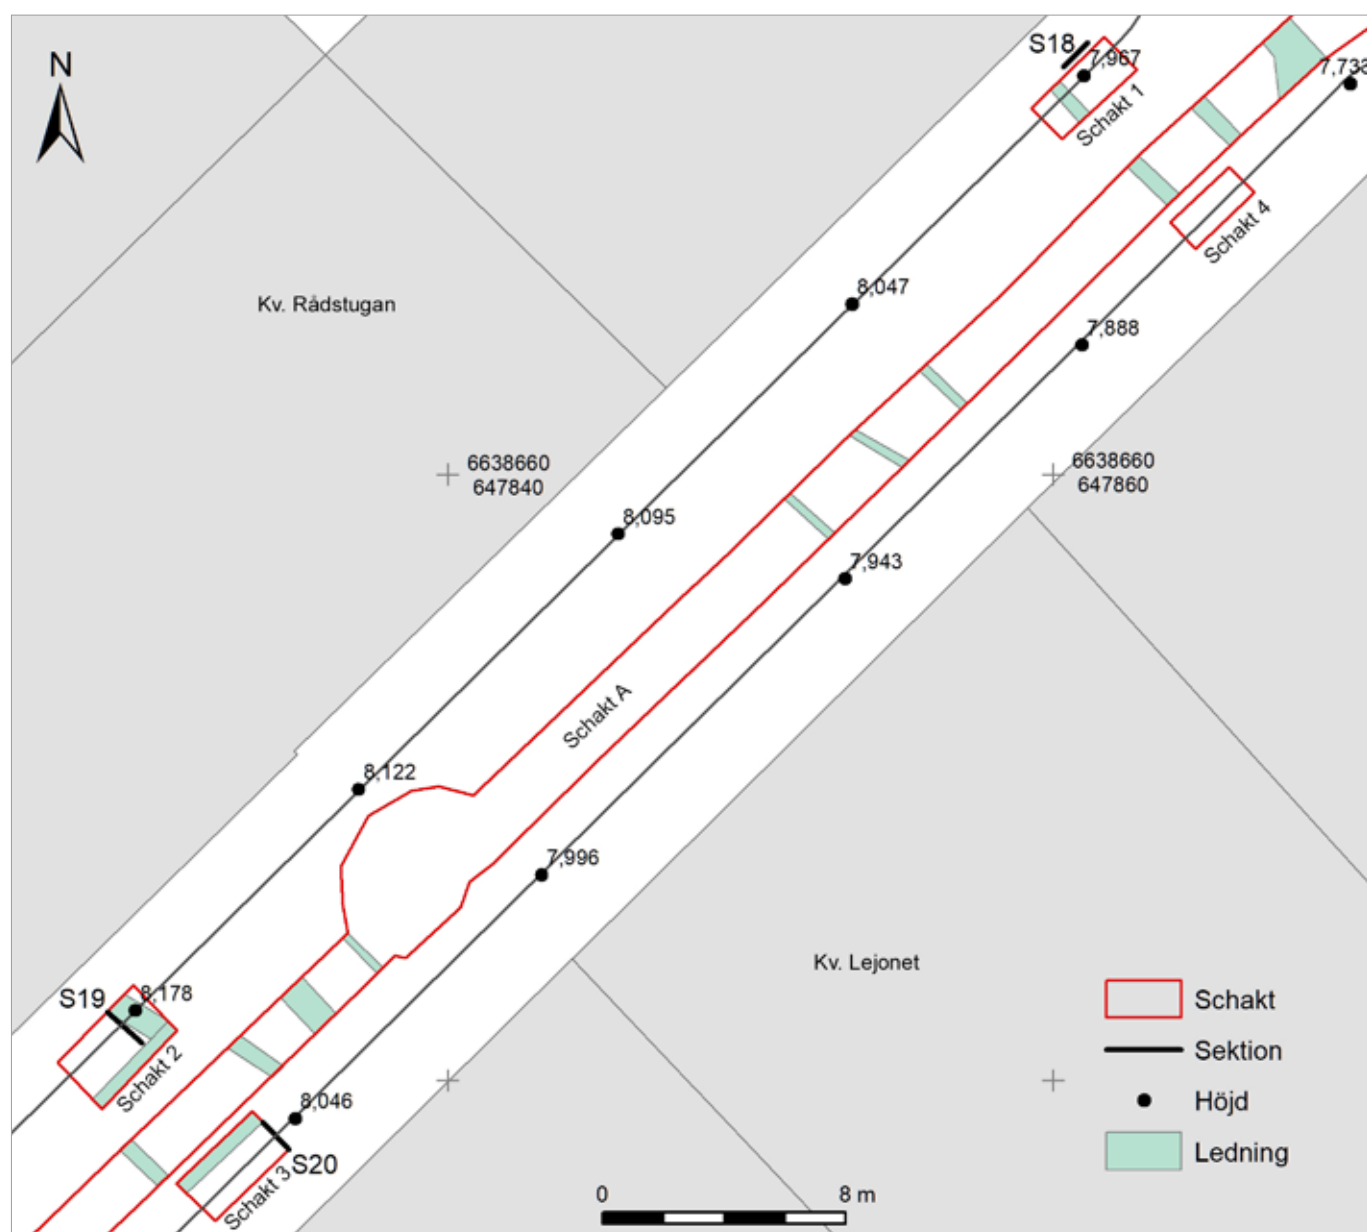 N
S18
7,967
7,733
Schakt 1
Schakt 4
Kv. Rådstugan
8,047
7,888
6638660
647840
6638660
647860
8,095
7,943
Schakt A
8,122
7,996
Kv. Lejonet
S19
8,178
Schakt 2
8,046
S20
Schakt 3
Schakt
Sektion
Höjd
Ledning
0 8 m